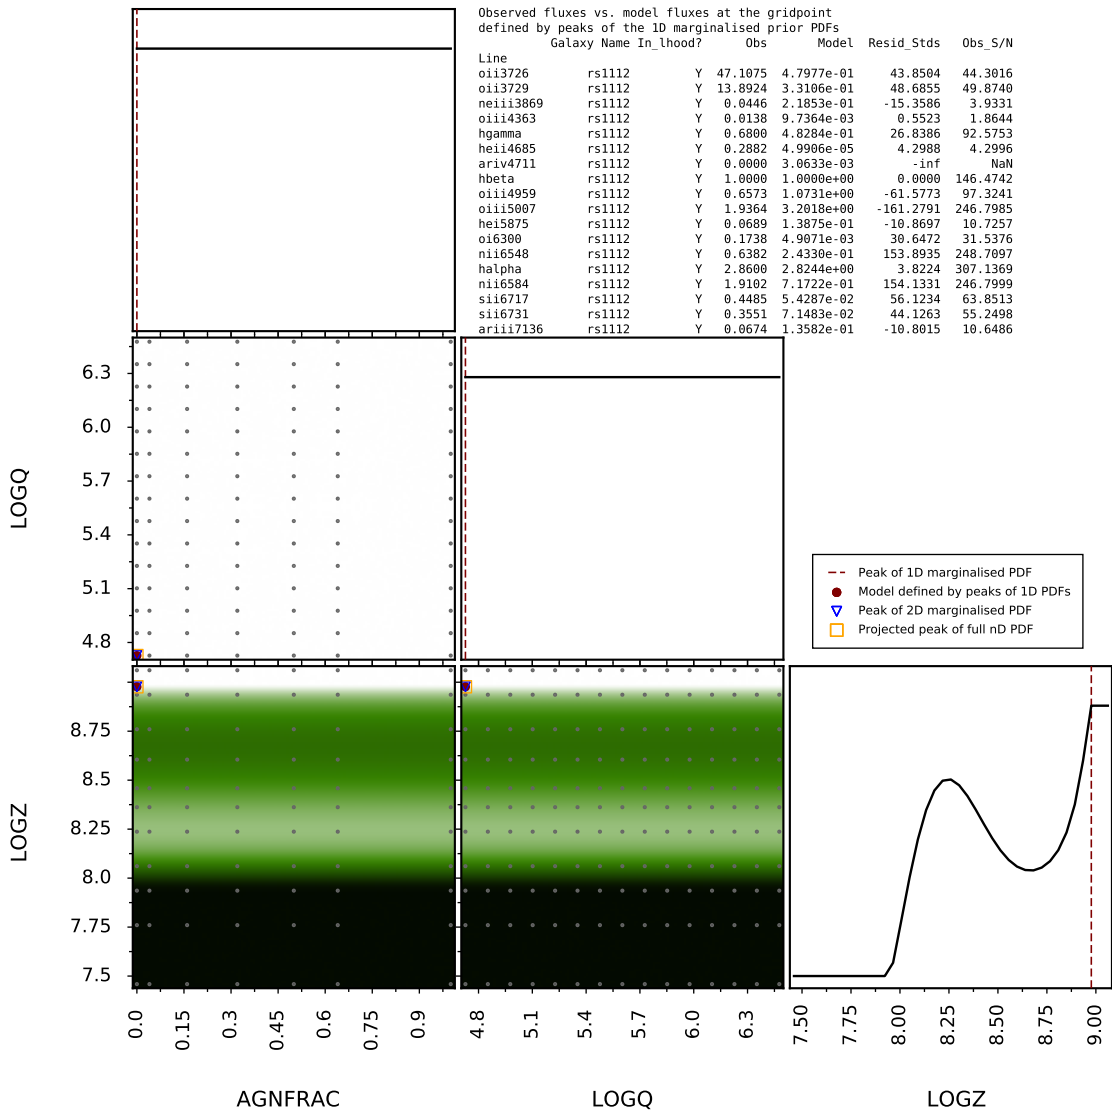 Observed fluxes vs. model fluxes at the gridpoint
defined by peaks of the 1D marginalised prior PDFs
Galaxy Name In_lhood? Obs Model Resid_Stds Obs_S/N
Line
oii3726 rs1112 Y 47.1075 4.7977e-01 43.8504 44.3016
oii3729 rs1112 Y 13.8924 3.3106e-01 48.6855 49.8740
neiii3869 rs1112 Y 0.0446 2.1853e-01 -15.3586 3.9331
oiii4363 rs1112 Y 0.0138 9.7364e-03 0.5523 1.8644
hgamma rs1112 Y 0.6800 4.8284e-01 26.8386 92.5753
heii4685 rs1112 Y 0.2882 4.9906e-05 4.2988 4.2996
ariv4711 rs1112 Y 0.0000 3.0633e-03 -inf NaN
hbeta rs1112 Y 1.0000 1.0000e+00 0.0000 146.4742
oiii4959 rs1112 Y 0.6573 1.0731e+00 -61.5773 97.3241
oiii5007 rs1112 Y 1.9364 3.2018e+00 -161.2791 246.7985
hei5875 rs1112 Y 0.0689 1.3875e-01 -10.8697 10.7257
oi6300 rs1112 Y 0.1738 4.9071e-03 30.6472 31.5376
nii6548 rs1112 Y 0.6382 2.4330e-01 153.8935 248.7097
halpha rs1112 Y 2.8600 2.8244e+00 3.8224 307.1369
nii6584 rs1112 Y 1.9102 7.1722e-01 154.1331 246.7999
sii6717 rs1112 Y 0.4485 5.4287e-02 56.1234 63.8513
sii6731 rs1112 Y 0.3551 7.1483e-02 44.1263 55.2498
ariii7136 rs1112 Y 0.0674 1.3582e-01 -10.8015 10.6486
6.3
6.0
5.7
5.4
5.1
4.8
LOGQ
Peak of 1D marginalised PDF
Model defined by peaks of 1D PDFs
Peak of 2D marginalised PDF
Projected peak of full nD PDF
8.75
8.5
8.25
8.0
7.75
7.5
LOGZ
0.0 0.15 0.3 0.45 0.6 0.75 0.9
4.8 5.1 5.4 5.7 6.0 6.3
7.50 7.75 8.00 8.25 8.50 8.75 9.00
AGNFRAC LOGQ LOGZ